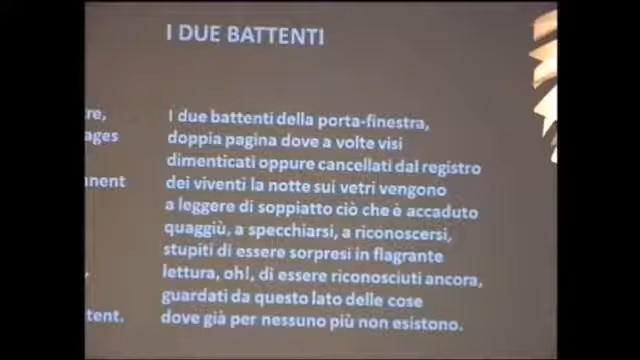 I DUE BATTENTI
I due battenti della porta-finestra,
re, doppia pagina dove a volte visi
ages dimenticati oppure cancellati dal registro
nent dei viventi la notte sui vetri vengono
a leggere di soppiatto ciò che è accaduto
quaggiù, a specchiarsi, a riconoscersi,
stupiti di essere sorpresi in flagrante
lettura, oh!, di essere riconosciuti ancora,
guardati da questo lato delle cose
tent. dove già per nessuno più non esistono.